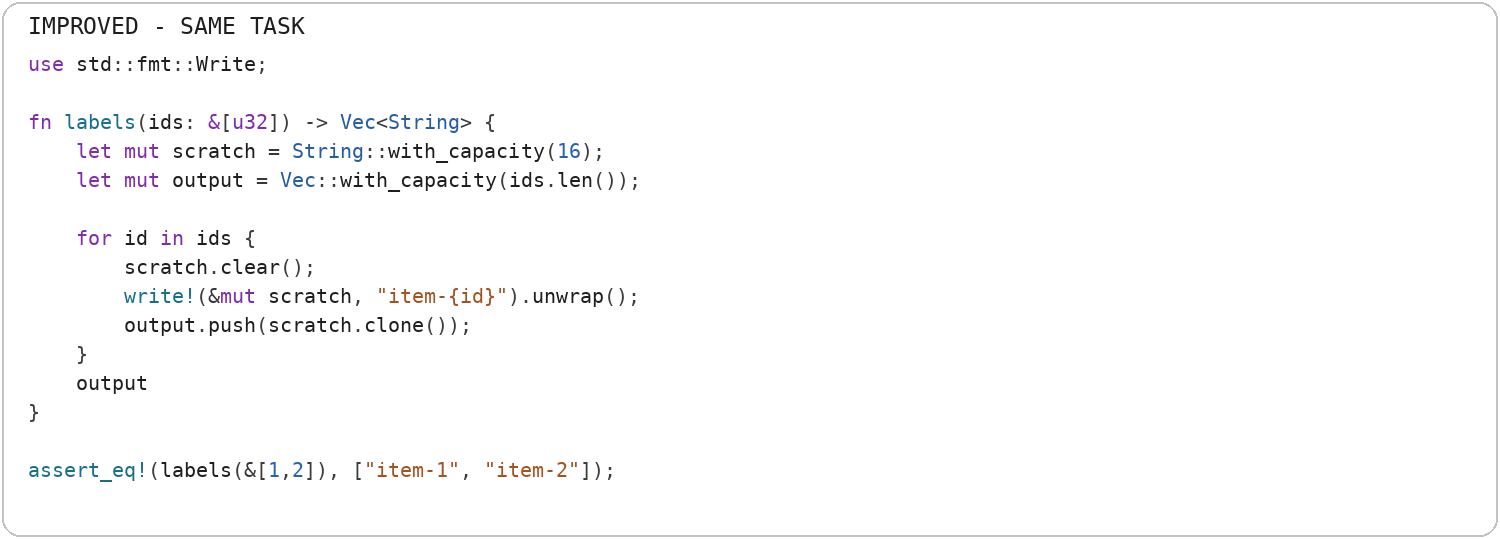 IMPROVED - SAME TASK
use std::fmt::Write;
fn labels(ids: &[u32]) -> Vec<String> {
    let mut scratch = String::with_capacity(16);
    let mut output = Vec::with_capacity(ids.len());
    for id in ids {
        scratch.clear();
        write!(&mut scratch, "item-{id}").unwrap();
        output.push(scratch.clone());
    }
    output
}
assert_eq!(labels(&[1,2]), ["item-1", "item-2"]);